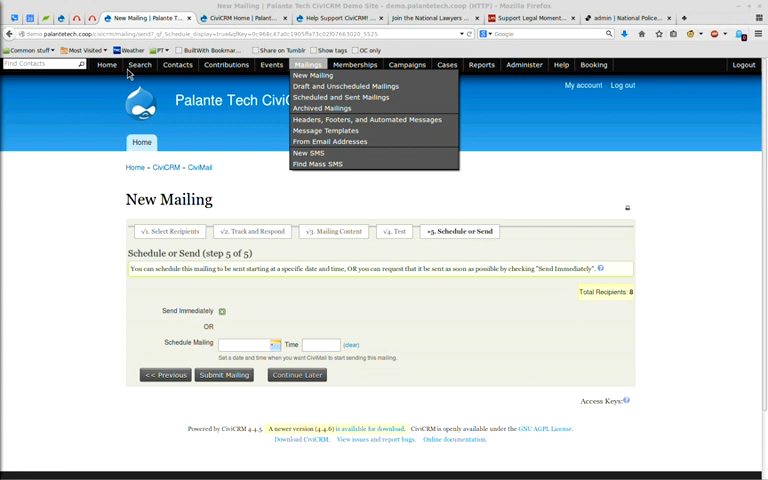 New Mailing | Palante Tech CiviCRM Demo Site - demo.palantetech.coop (HTTP) - Mozilla Firefox
New Mailing | Palante T... CiviCRM Home | Palant... Help Support CiviCRM! ... Join the National Lawyers ... Support Legal Moment... admin | National Police...
demo.palantetech.coop/civicrm/mailing/send?_qf_Schedule_display=true&qfKey= Google
Common stuff Most Visited Weather PT BuiltWith Bookmar... Share on Tumblr Show tags OC only
Find Contacts Home Search Contacts Contributions Events Mailings Memberships Campaigns Cases Reports Administer Help Booking Logout
New Mailing
Draft and Unscheduled Mailings
Scheduled and Sent Mailings
Archived Mailings
Headers, Footers, and Automated Messages
Message Templates
From Email Addresses
New SMS
Find Mass SMS
My account Log out
Palante Tech CiviC
Home
Home » CiviCRM » CiviMail
New Mailing
√1. Select Recipients √2. Track and Respond √3. Mailing Content √4. Test »5. Schedule or Send
Schedule or Send (step 5 of 5)
You can schedule this mailing to be sent starting at a specific date and time, OR you can request that it be sent as soon as possible by checking "Send Immediately".
Total Recipients: 8
Send Immediately
OR
Schedule Mailing Time (clear)
Set a date and time when you want CiviMail to start sending this mailing.
<< Previous Submit Mailing Continue Later
Access Keys:
Powered by CiviCRM 4.4.5. A newer version (4.4.6) is available for download. CiviCRM is openly available under the GNU AGPL License.
Download CiviCRM. View issues and report bugs. Online documentation.